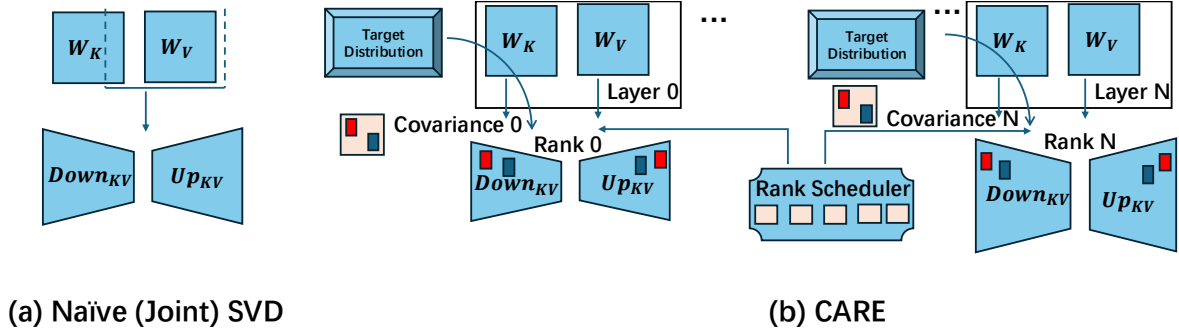 W_K
W_V
Down_KV
Up_KV
(a) Naïve (Joint) SVD
Target
Distribution
W_K
W_V
...
Layer 0
Covariance 0
Rank 0
Down_KV
Up_KV
Rank Scheduler
Target
Distribution
...
W_K
W_V
Layer N
Covariance N
Rank N
Down_KV
Up_KV
(b) CARE